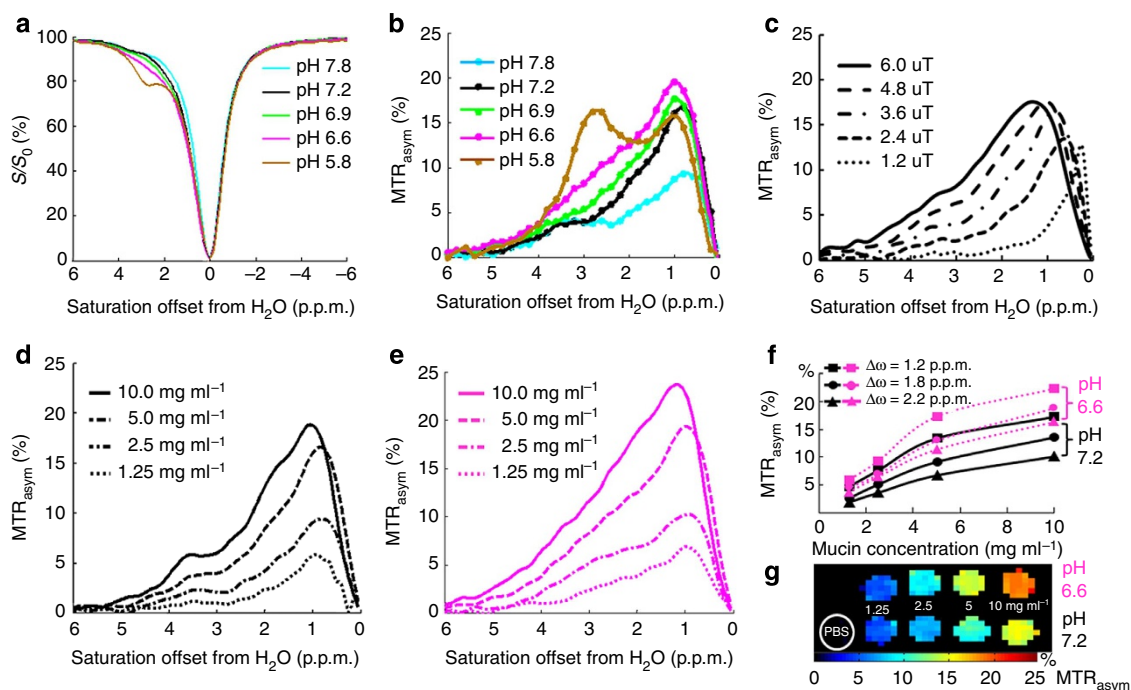 a
100
80
60
40
20
0
S/S0 (%)
pH 7.8
pH 7.2
pH 6.9
pH 6.6
pH 5.8
6 4 2 0 –2 –4 –6
Saturation offset from H2O (p.p.m.)
b
25
20
15
10
5
0
MTRasym (%)
pH 7.8
pH 7.2
pH 6.9
pH 6.6
pH 5.8
6 5 4 3 2 1 0
Saturation offset from H2O (p.p.m.)
c
25
20
15
10
5
0
MTRasym (%)
6.0 uT
4.8 uT
3.6 uT
2.4 uT
1.2 uT
6 5 4 3 2 1 0
Saturation offset from H2O (p.p.m.)
d
25
20
15
10
5
0
MTRasym (%)
10.0 mg ml–1
5.0 mg ml–1
2.5 mg ml–1
1.25 mg ml–1
6 5 4 3 2 1 0
Saturation offset from H2O (p.p.m.)
e
25
20
15
10
5
0
MTRasym (%)
10.0 mg ml–1
5.0 mg ml–1
2.5 mg ml–1
1.25 mg ml–1
6 5 4 3 2 1 0
Saturation offset from H2O (p.p.m.)
f
%
20
15
10
5
MTRasym (%)
Δω = 1.2 p.p.m.
Δω = 1.8 p.p.m.
Δω = 2.2 p.p.m.
pH
6.6
pH
7.2
0 2 4 6 8 10
Mucin concentration (mg ml–1)
g
pH
6.6
1.25 2.5 5 10 mg ml–1
PBS
pH
7.2
%
0 5 10 15 20 25 MTRasym